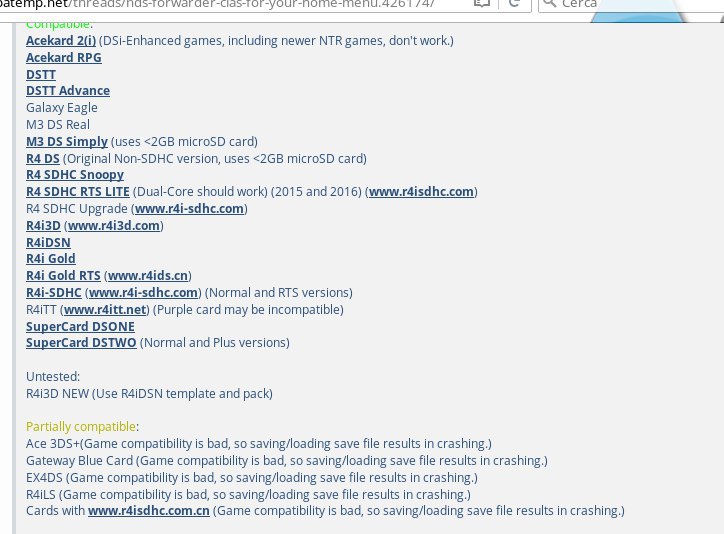 patemp.net/threads/nds-forwarder-cias-for-your-home-menu.426174/
Cerca
Compatible:
Acekard 2(i) (DSi-Enhanced games, including newer NTR games, don't work.)
Acekard RPG
DSTT
DSTT Advance
Galaxy Eagle
M3 DS Real
M3 DS Simply (uses <2GB microSD card)
R4 DS (Original Non-SDHC version, uses <2GB microSD card)
R4 SDHC Snoopy
R4 SDHC RTS LITE (Dual-Core should work) (2015 and 2016) (www.r4isdhc.com)
R4 SDHC Upgrade (www.r4i-sdhc.com)
R4i3D (www.r4i3d.com)
R4iDSN
R4i Gold
R4i Gold RTS (www.r4ids.cn)
R4i-SDHC (www.r4i-sdhc.com) (Normal and RTS versions)
R4iTT (www.r4itt.net) (Purple card may be incompatible)
SuperCard DSONE
SuperCard DSTWO (Normal and Plus versions)
Untested:
R4i3D NEW (Use R4iDSN template and pack)
Partially compatible:
Ace 3DS+(Game compatibility is bad, so saving/loading save file results in crashing.)
Gateway Blue Card (Game compatibility is bad, so saving/loading save file results in crashing.)
EX4DS (Game compatibility is bad, so saving/loading save file results in crashing.)
R4iLS (Game compatibility is bad, so saving/loading save file results in crashing.)
Cards with www.r4isdhc.com.cn (Game compatibility is bad, so saving/loading save file results in crashing.)